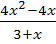 4x² − 4x
3 + x